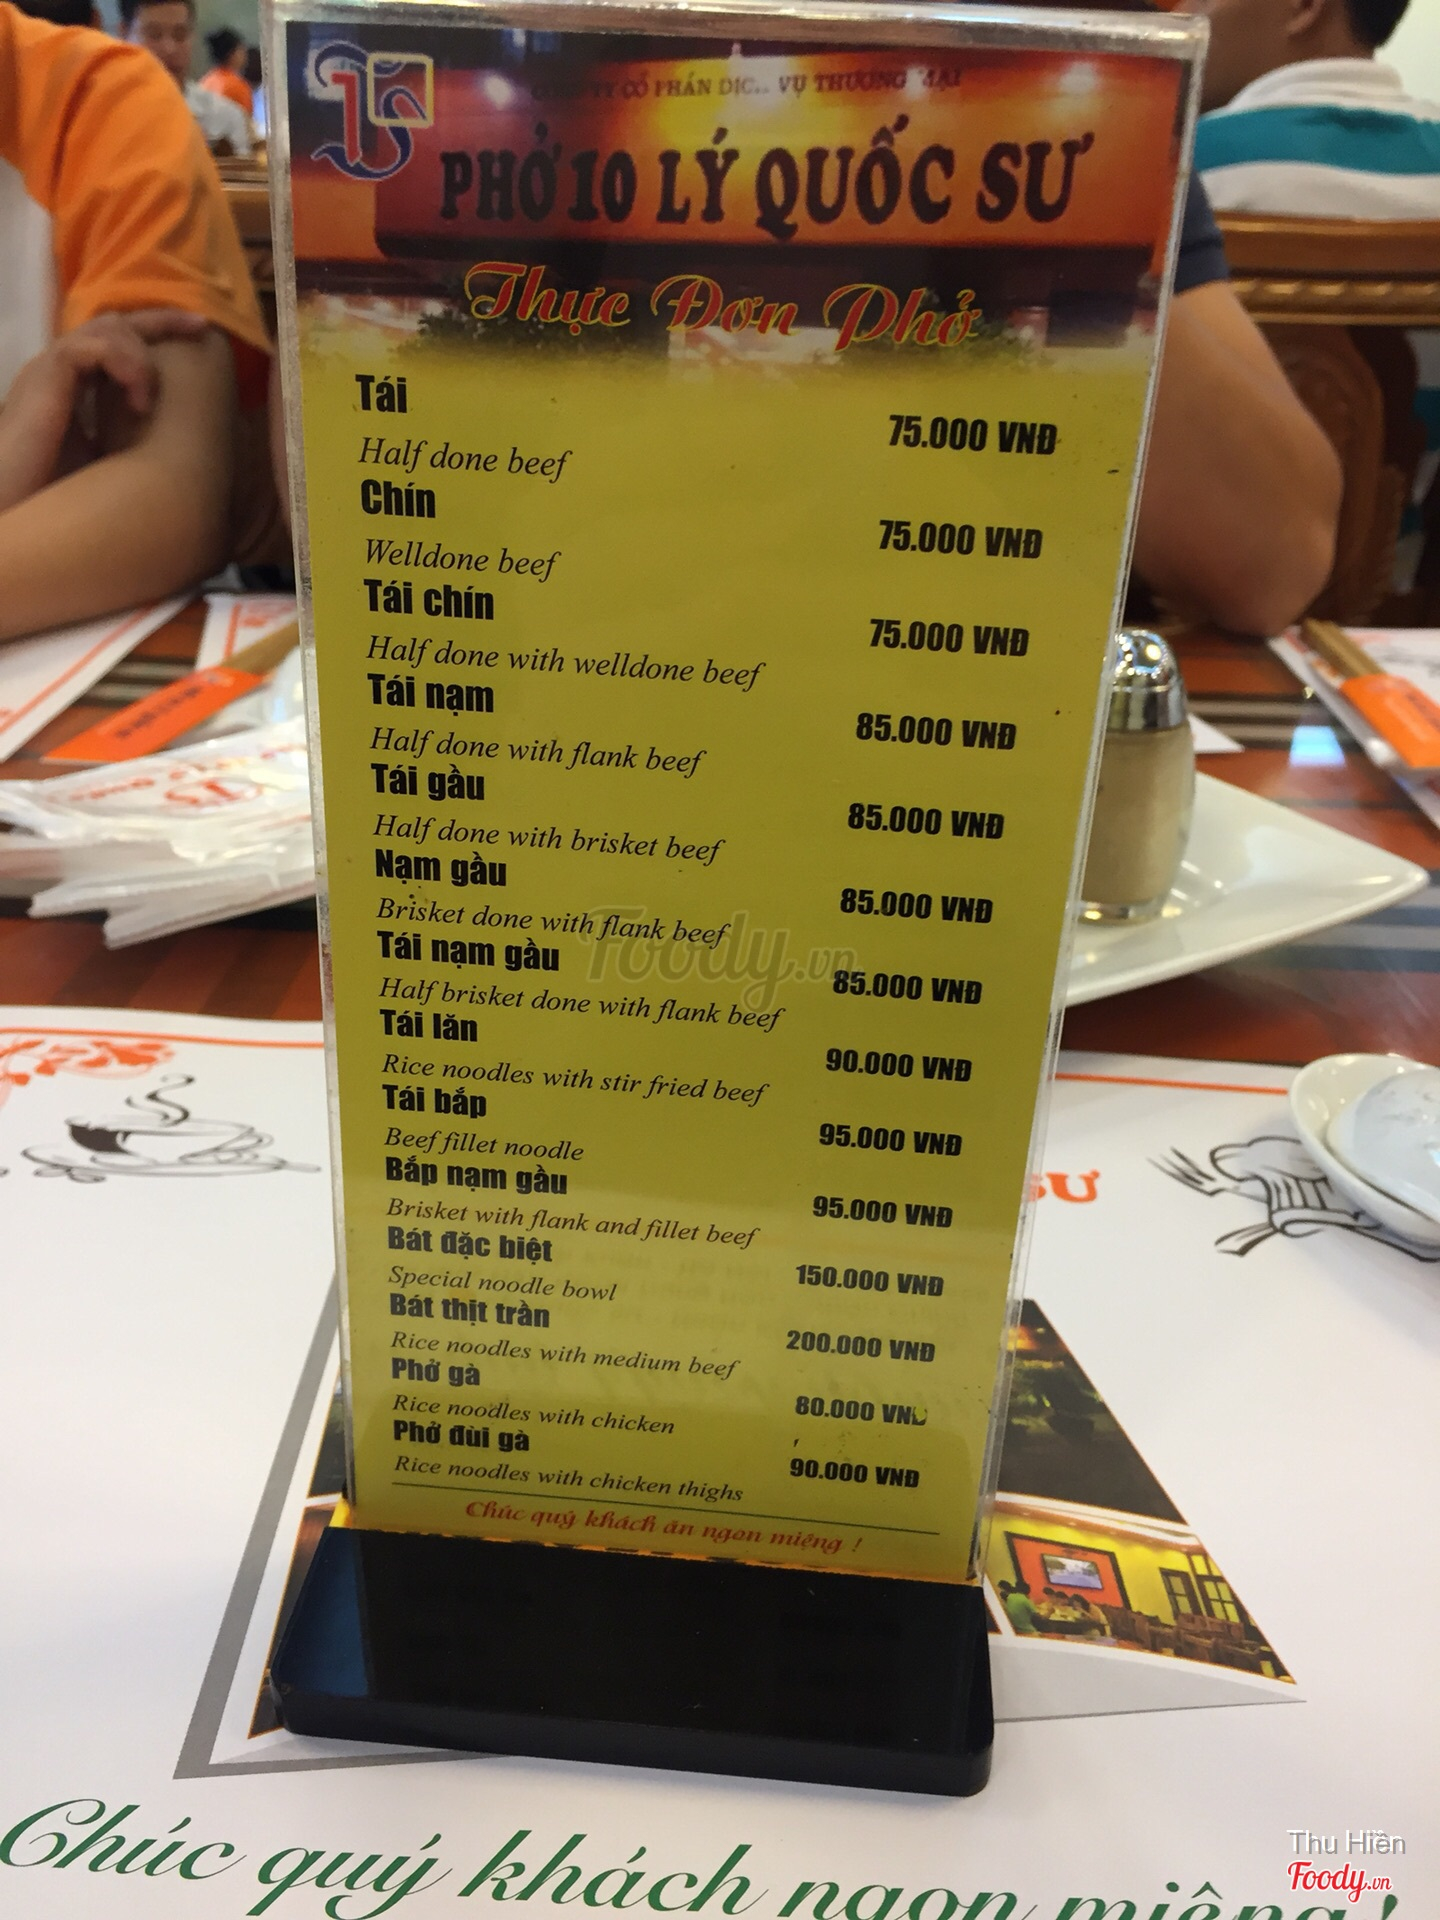 VỤ THƯƠNG
PHỞ 10 LÝ QUỐC SƯ
Thực Đơn Phở
Tái
75.000 VNĐ
Half done beef
Chín
75.000 VNĐ
Welldone beef
Tái chín
75.000 VNĐ
Half done with welldone beef
Tái nạm
85.000 VNĐ
Half done with flank beef
Tái gầu
85.000 VNĐ
Half done with brisket beef
Nạm gầu
85.000 VNĐ
Brisket done with flank beef
Tái nạm gầu
85.000 VNĐ
Half brisket done with flank beef
Tái lăn
90.000 VNĐ
Rice noodles with stir fried beef
Tái bắp
95.000 VNĐ
Beef fillet noodle
Bắp nạm gầu
95.000 VNĐ
Brisket with flank and fillet beef
Bát đặc biệt
150.000 VNĐ
Special noodle bowl
Bát thịt trần
200.000 VNĐ
Rice noodles with medium beef
Phở gà
80.000 VNĐ
Rice noodles with chicken
Phở đùi gà
90.000 VNĐ
Rice noodles with chicken thighs
Chúc quý khách ăn ngon miệng !
Foody.vn
SƯ
Chúc quý khách ngon miệng!
Thu Hiền
Foody.vn